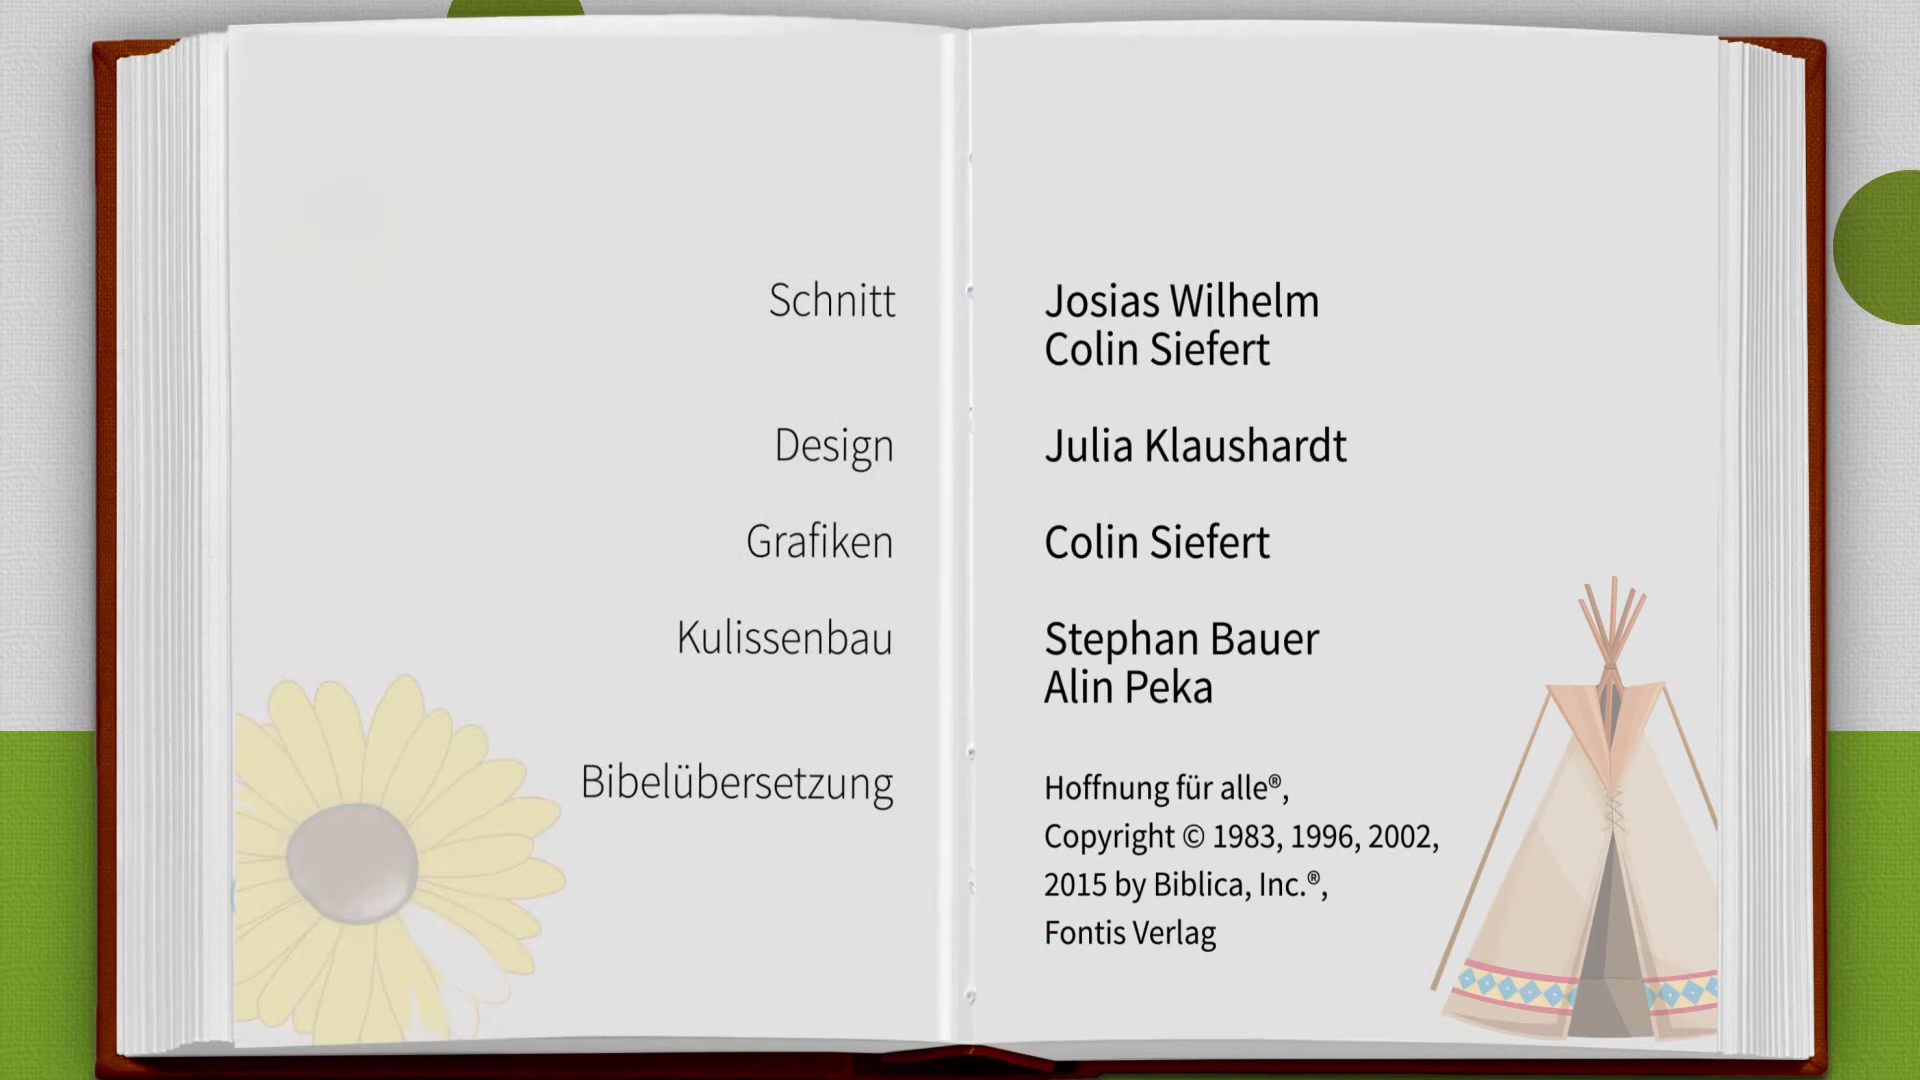 Schnitt
Josias Wilhelm
Colin Siefert
Design
Julia Klaushardt
Grafiken
Colin Siefert
Kulissenbau
Stephan Bauer
Alin Peka
Bibelübersetzung
Hoffnung für alle®,
Copyright © 1983, 1996, 2002,
2015 by Biblica, Inc.®,
Fontis Verlag